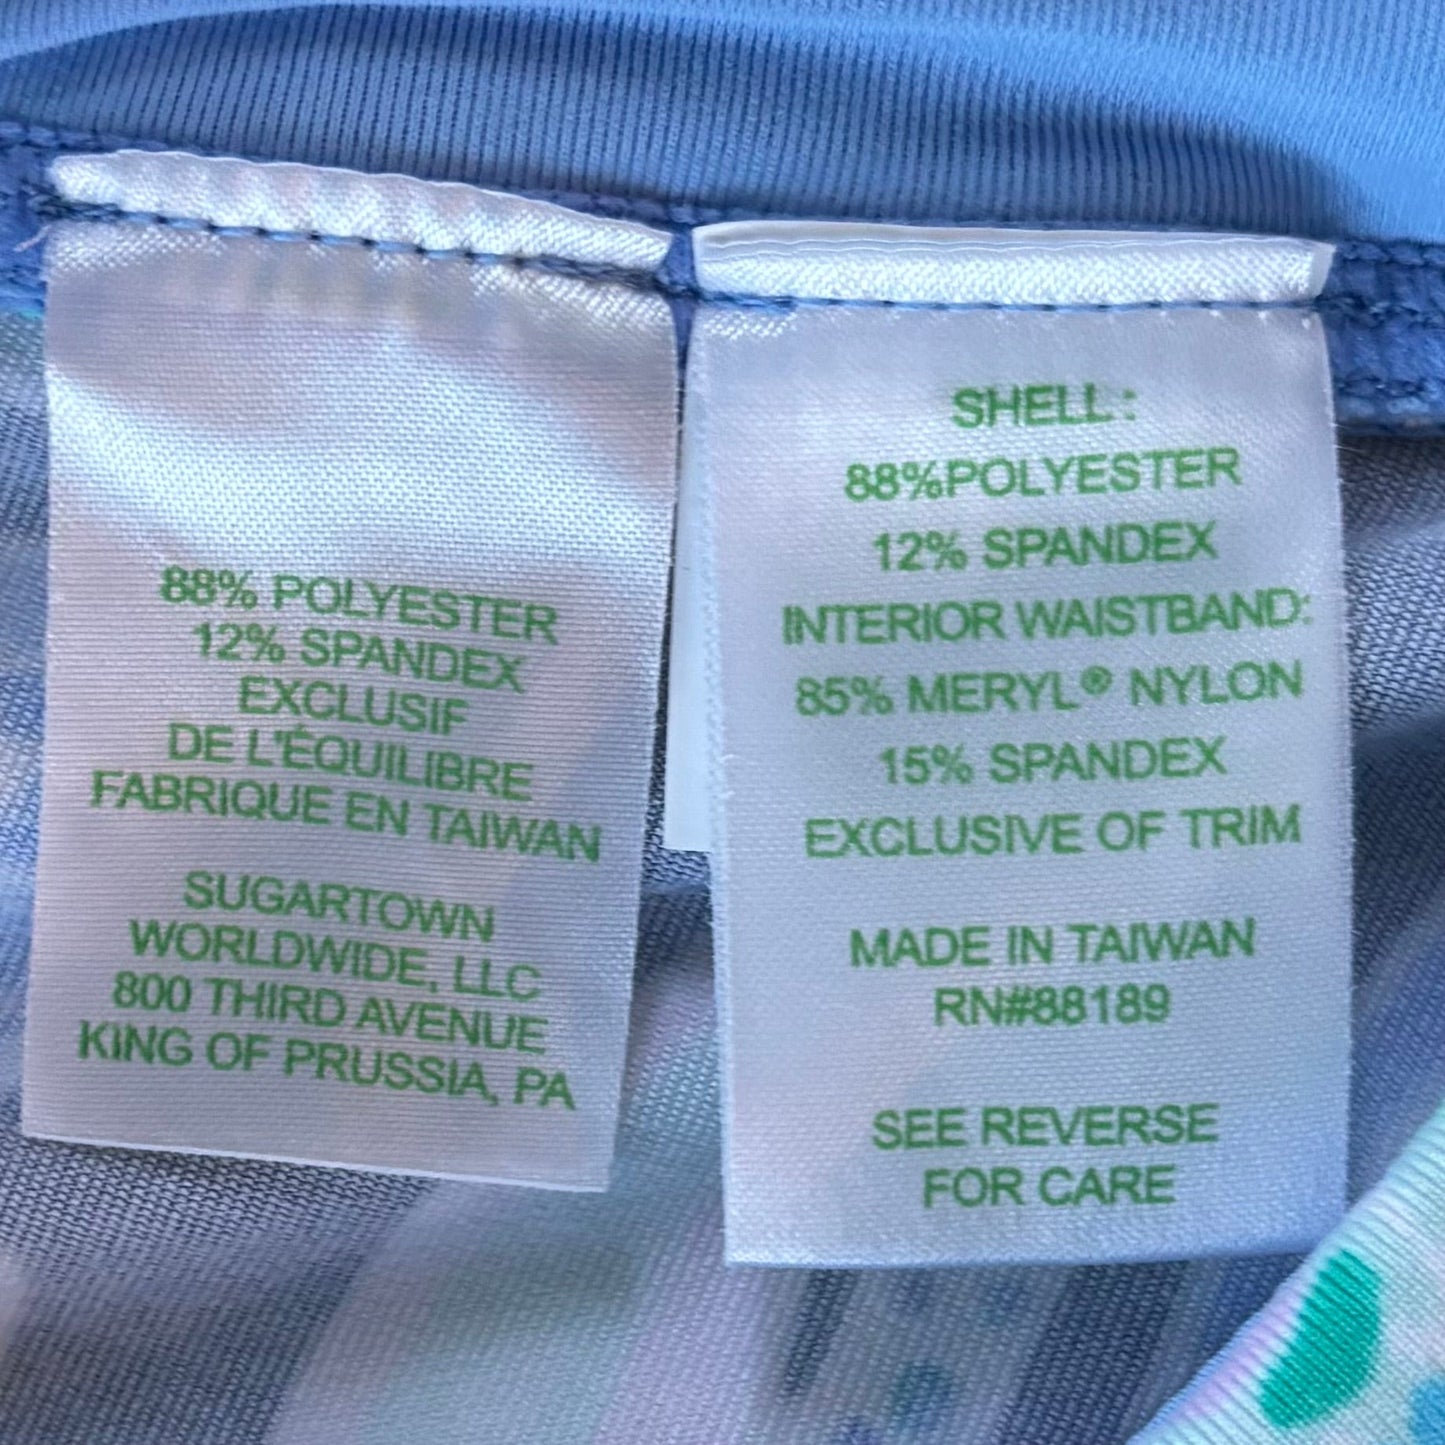 88% POLYESTER
12% SPANDEX
EXCLUSIF
DE L'ÉQUILIBRE
FABRIQUE EN TAIWAN
SUGARTOWN
WORLDWIDE, LLC
800 THIRD AVENUE
KING OF PRUSSIA, PA
SHELL:
88%POLYESTER
12% SPANDEX
INTERIOR WAISTBAND:
85% MERYL® NYLON
15% SPANDEX
EXCLUSIVE OF TRIM
MADE IN TAIWAN
RN#88189
SEE REVERSE
FOR CARE